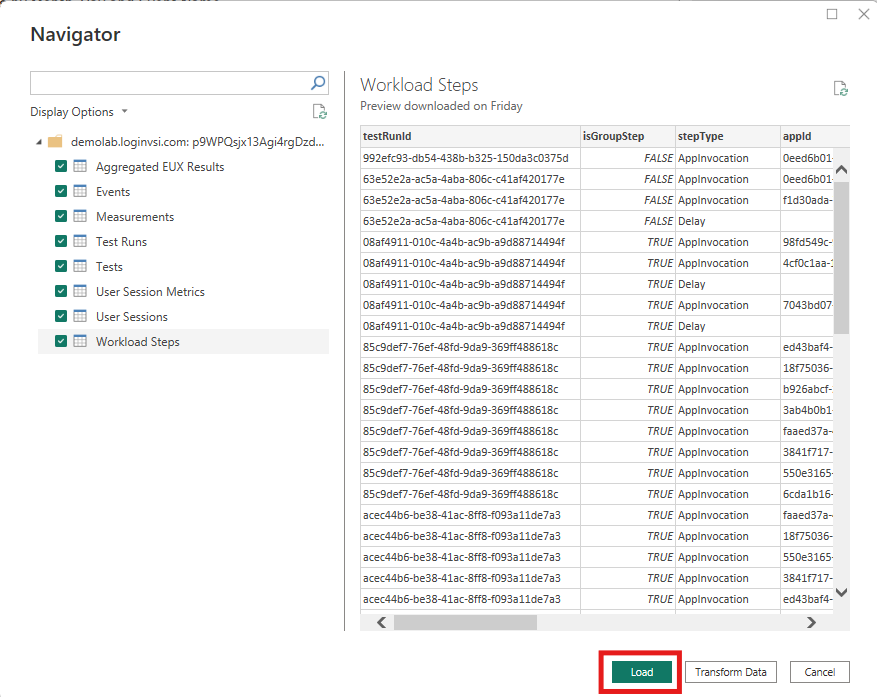 Navigator
Display Options
demolab.loginvsi.com: p9WPQsjx13Agi4rgDzd...
Aggregated EUX Results
Events
Measurements
Test Runs
Tests
User Session Metrics
User Sessions
Workload Steps
Workload Steps
Preview downloaded on Friday
testRunId isGroupStep stepType appId
992efc93-db54-438b-b325-150da3c0375d FALSE AppInvocation 0eed6b01-
63e52e2a-ac5a-4aba-806c-c41af420177e FALSE AppInvocation 0eed6b01-
63e52e2a-ac5a-4aba-806c-c41af420177e FALSE AppInvocation f1d30ada-
63e52e2a-ac5a-4aba-806c-c41af420177e FALSE Delay
08af4911-010c-4a4b-ac9b-a9d88714494f TRUE AppInvocation 98fd549c-
08af4911-010c-4a4b-ac9b-a9d88714494f TRUE AppInvocation 4cf0c1aa-
08af4911-010c-4a4b-ac9b-a9d88714494f TRUE Delay
08af4911-010c-4a4b-ac9b-a9d88714494f TRUE AppInvocation 7043bd07-
08af4911-010c-4a4b-ac9b-a9d88714494f TRUE Delay
85c9def7-76ef-48fd-9da9-369ff488618c TRUE AppInvocation ed43baf4-
85c9def7-76ef-48fd-9da9-369ff488618c TRUE AppInvocation 18f75036-
85c9def7-76ef-48fd-9da9-369ff488618c TRUE AppInvocation b926abcf-
85c9def7-76ef-48fd-9da9-369ff488618c TRUE AppInvocation 3ab4b0b1-
85c9def7-76ef-48fd-9da9-369ff488618c TRUE AppInvocation faaed37a-
85c9def7-76ef-48fd-9da9-369ff488618c TRUE AppInvocation 3841f717-
85c9def7-76ef-48fd-9da9-369ff488618c TRUE AppInvocation 550e3165-
85c9def7-76ef-48fd-9da9-369ff488618c TRUE AppInvocation 6cda1b16-
acec44b6-be38-41ac-8ff8-f093a11de7a3 TRUE AppInvocation faaed37a-
acec44b6-be38-41ac-8ff8-f093a11de7a3 TRUE AppInvocation 18f75036-
acec44b6-be38-41ac-8ff8-f093a11de7a3 TRUE AppInvocation 550e3165-
acec44b6-be38-41ac-8ff8-f093a11de7a3 TRUE AppInvocation 3841f717-
acec44b6-be38-41ac-8ff8-f093a11de7a3 TRUE AppInvocation ed43baf4-
Load Transform Data Cancel